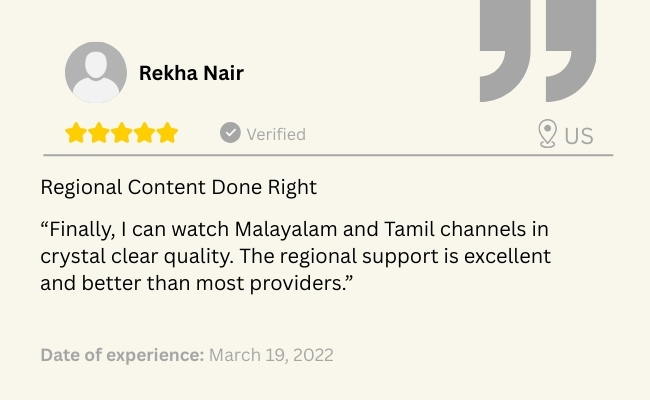 Rekha Nair
Verified
US
Regional Content Done Right
“Finally, I can watch Malayalam and Tamil channels in
crystal clear quality. The regional support is excellent
and better than most providers.”
Date of experience: March 19, 2022